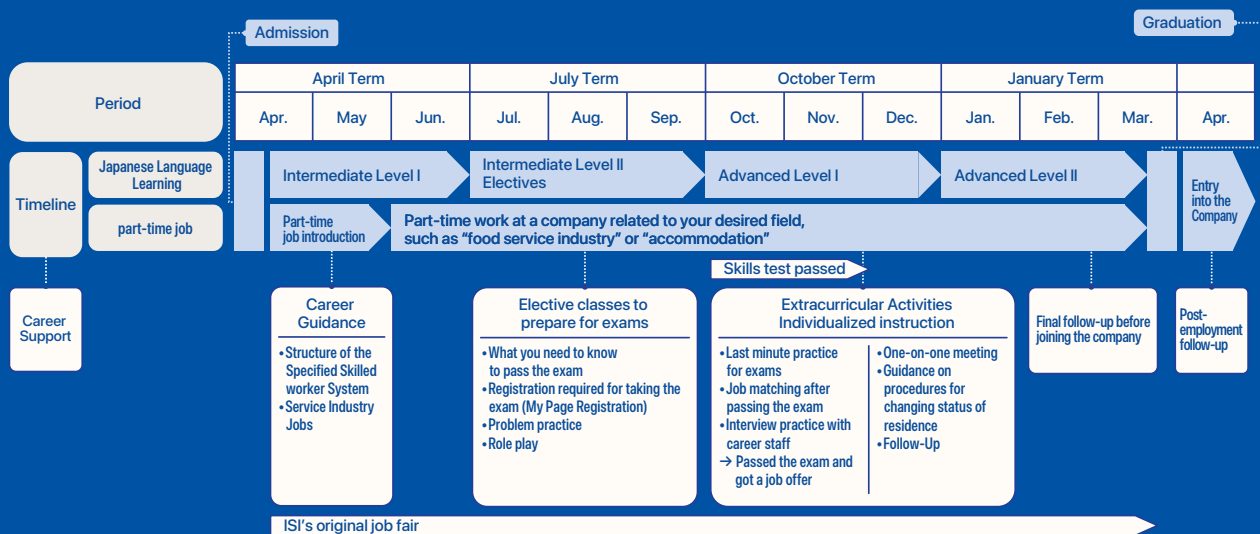 Admission
Graduation
Period
April Term
July Term
October Term
January Term
Apr.
May
Jun.
Jul.
Aug.
Sep.
Oct.
Nov.
Dec.
Jan.
Feb.
Mar.
Apr.
Timeline
Japanese Language
Learning
Intermediate Level I
Intermediate Level II
Electives
Advanced Level I
Advanced Level II
part-time job
Part-time
job introduction
Part-time work at a company related to your desired field,
such as “food service industry” or “accommodation”
Entry
into the
Company
Skills test passed
Career
Support
Career
Guidance
•Structure of the
Specified Skilled
worker System
•Service Industry
Jobs
Elective classes to
prepare for exams
•What you need to know
to pass the exam
•Registration required for taking the
exam (My Page Registration)
•Problem practice
•Role play
Extracurricular Activities
Individualized instruction
•Last minute practice
for exams
•Job matching after
passing the exam
•Interview practice with
career staff
→ Passed the exam and
got a job offer
•One-on-one meeting
•Guidance on
procedures for
changing status of
residence
•Follow-Up
Final follow-up before
joining the company
Post-
employment
follow-up
ISI’s original job fair